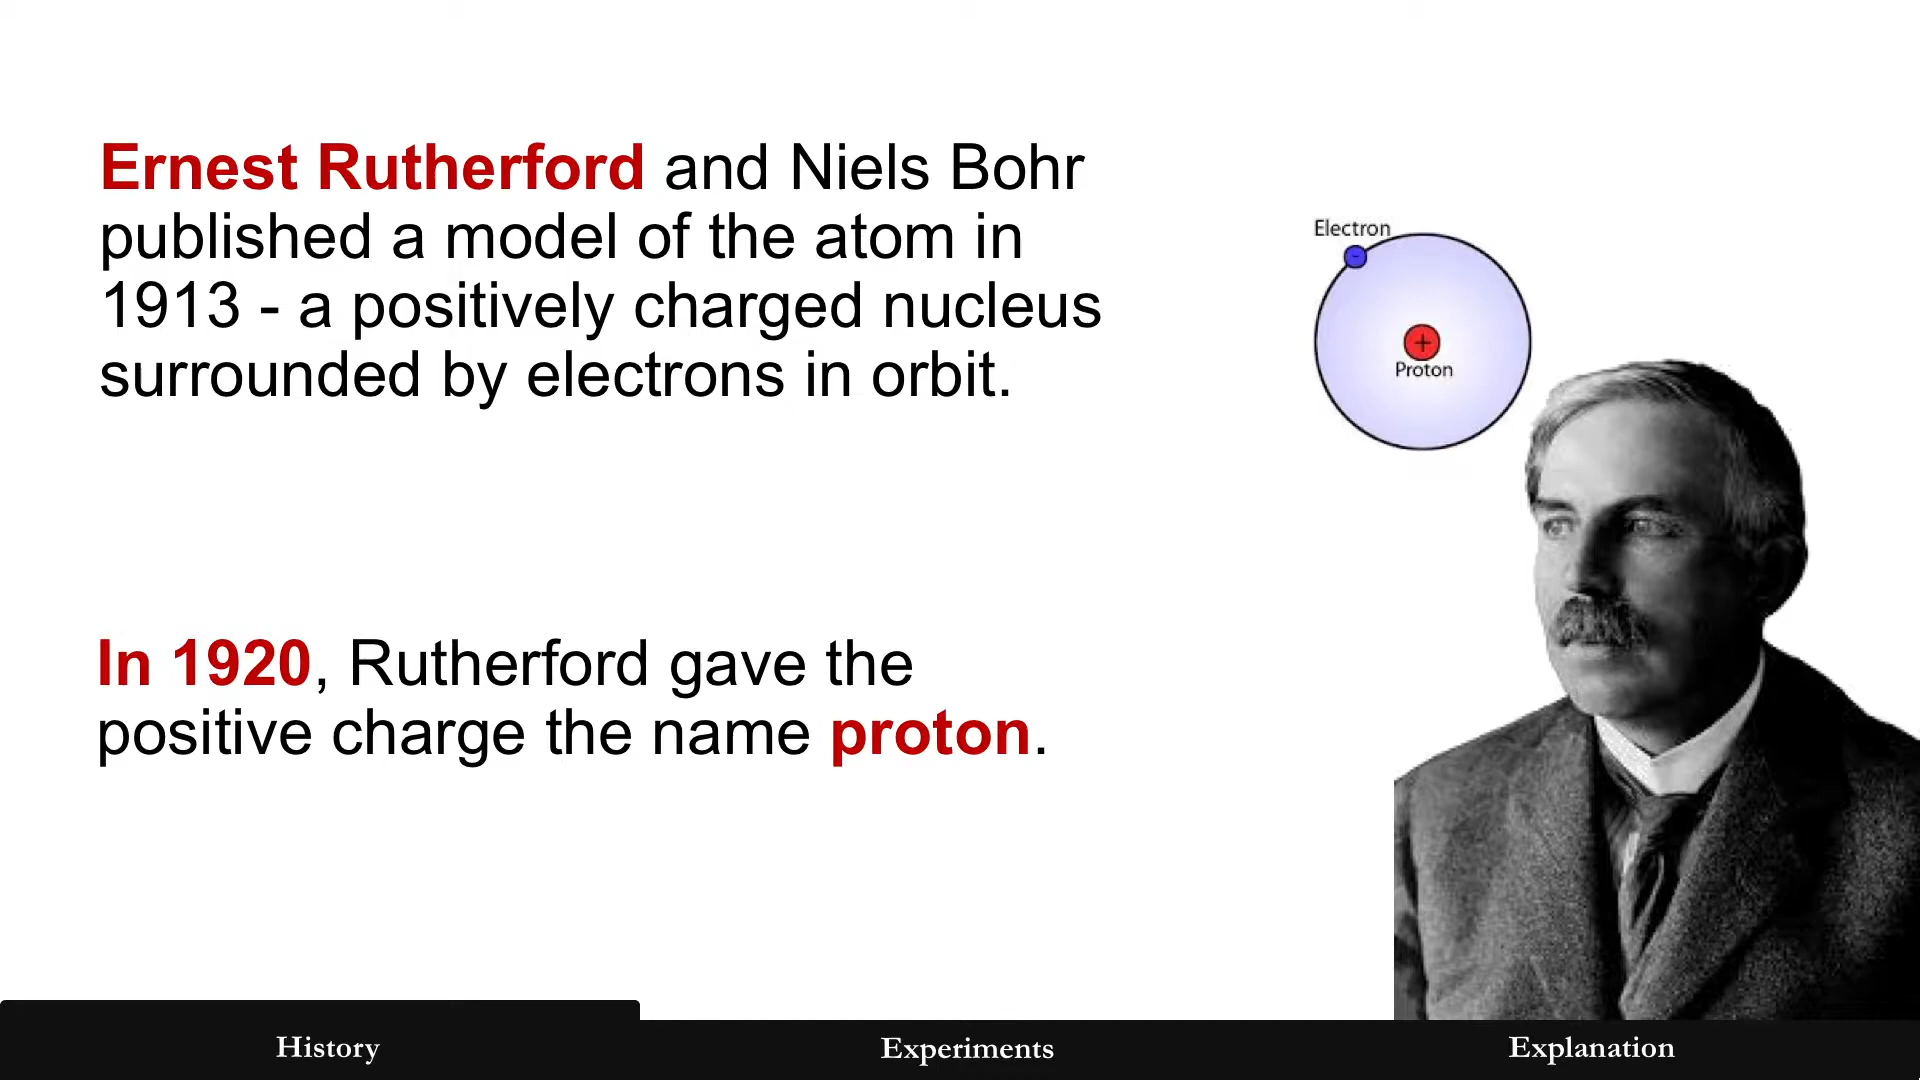 Ernest Rutherford and Niels Bohr
published a model of the atom in
1913 - a positively charged nucleus
surrounded by electrons in orbit.
Electron
-
+
Proton
In 1920, Rutherford gave the
positive charge the name proton.
History
Experiments
Explanation